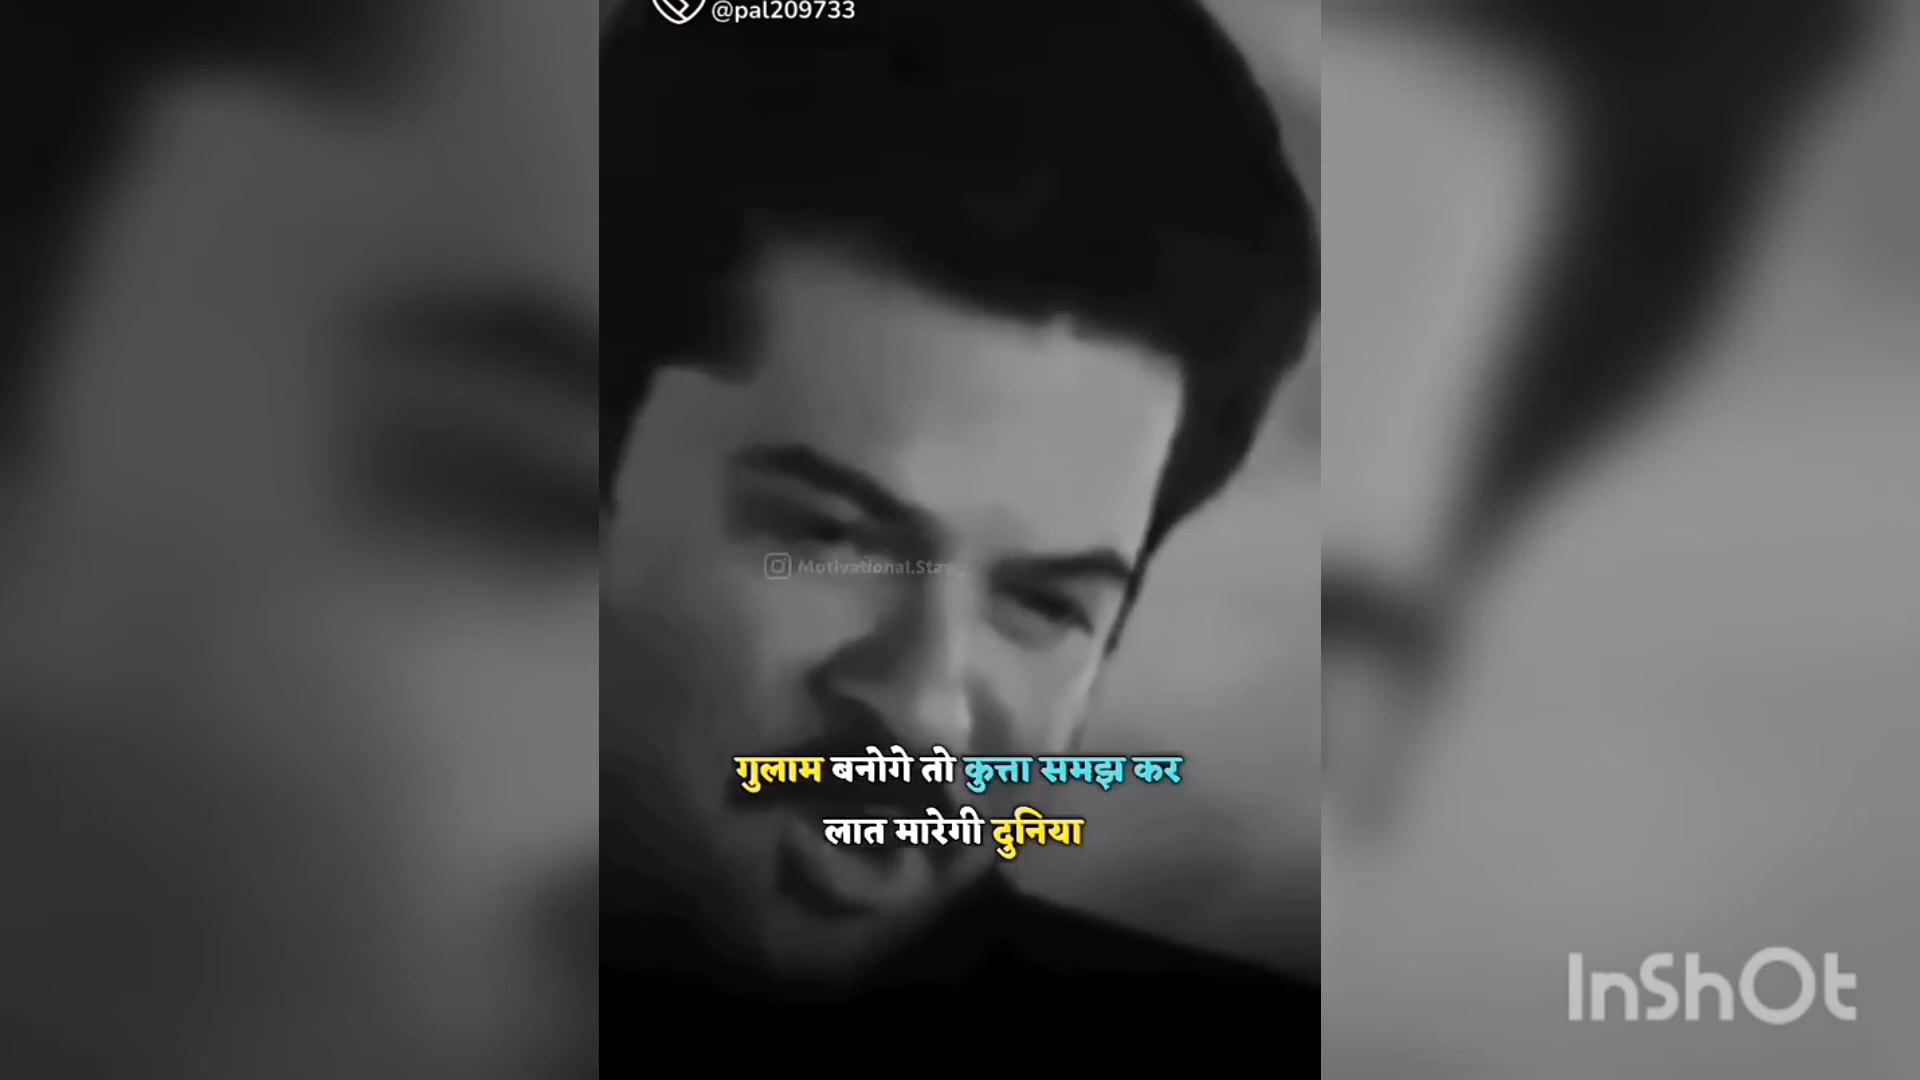 @pal209733
गुलाम बनोगे तो कुत्ता समझ कर
लात मारेगी दुनिया
InShOt